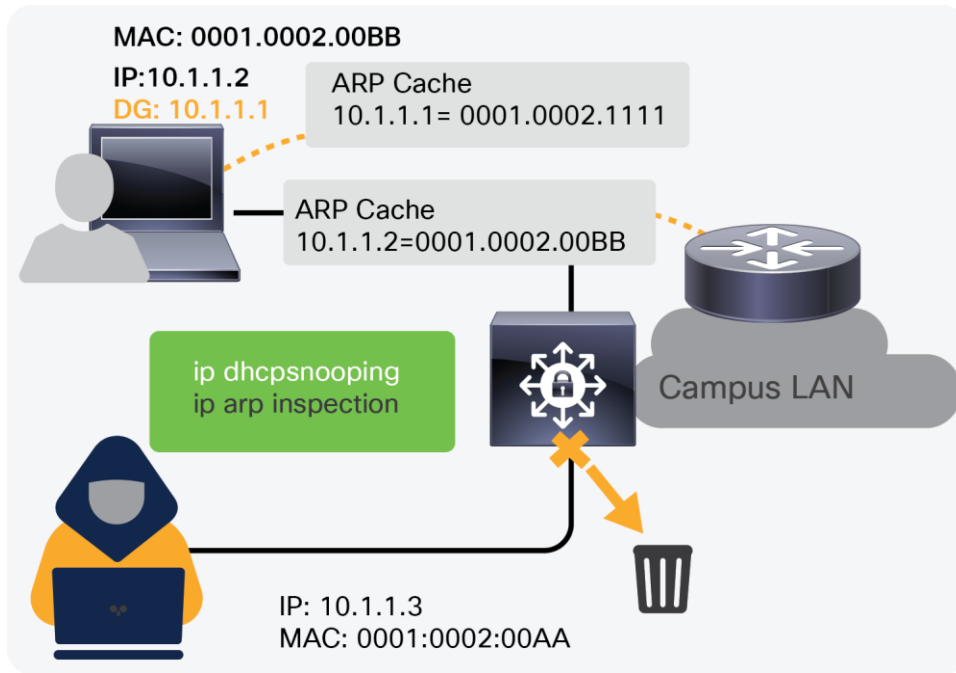 MAC: 0001.0002.00BB
IP:10.1.1.2
DG: 10.1.1.1
ARP Cache
10.1.1.1= 0001.0002.1111
ARP Cache
10.1.1.2=0001.0002.00BB
ip dhcpsnooping
ip arp inspection
Campus LAN
IP: 10.1.1.3
MAC: 0001:0002:00AA